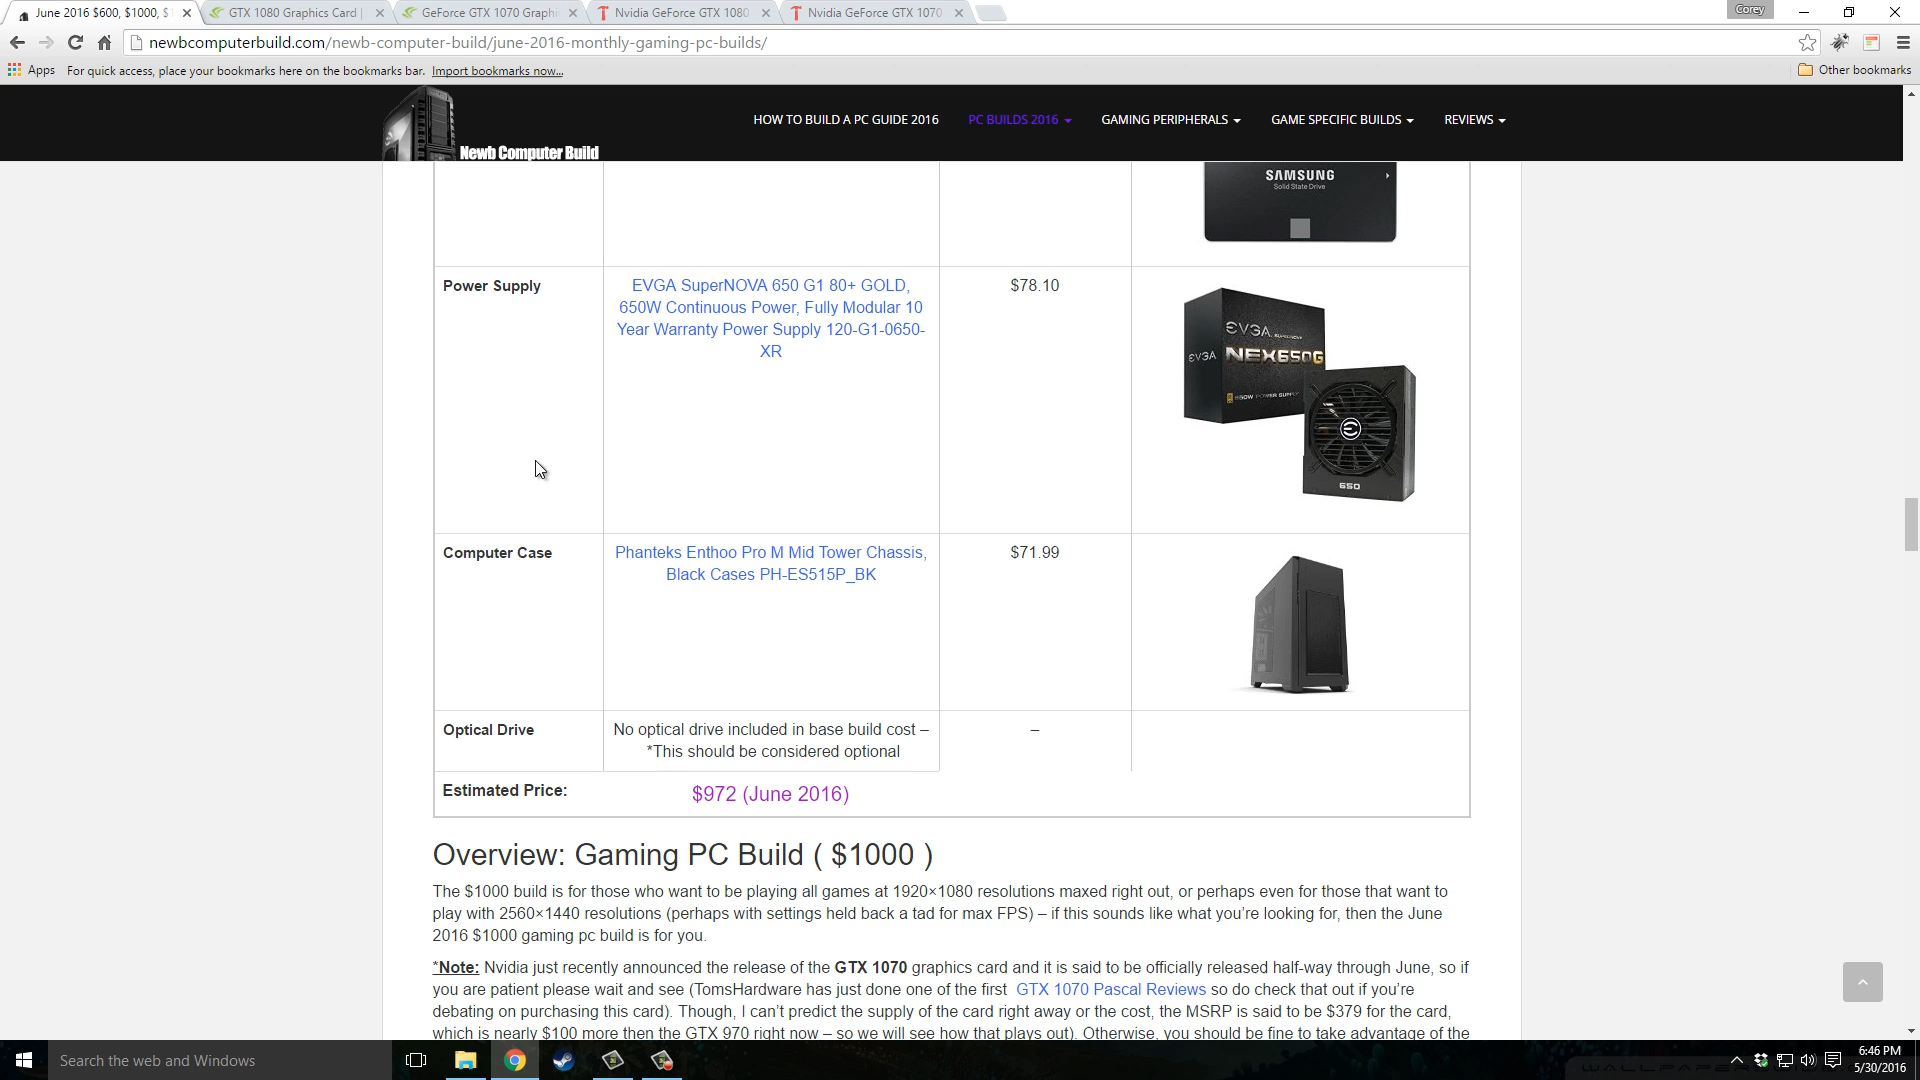 June 2016 $600, $1000, $
GTX 1080 Graphics Card |
GeForce GTX 1070 Graphi
Nvidia GeForce GTX 1080
Nvidia GeForce GTX 1070
Corey
newbcomputerbuild.com/newb-computer-build/june-2016-monthly-gaming-pc-builds/
Apps
For quick access, place your bookmarks here on the bookmarks bar. Import bookmarks now...
Other bookmarks
Newb Computer Build
HOW TO BUILD A PC GUIDE 2016
PC BUILDS 2016
GAMING PERIPHERALS
GAME SPECIFIC BUILDS
REVIEWS
SAMSUNG
Solid State Drive
Power Supply
EVGA SuperNOVA 650 G1 80+ GOLD,
650W Continuous Power, Fully Modular 10
Year Warranty Power Supply 120-G1-0650-
XR
$78.10
EVGA SUPERNOVA
EVGA
NEX650G
650W POWER SUPPLY
650
Computer Case
Phanteks Enthoo Pro M Mid Tower Chassis,
Black Cases PH-ES515P_BK
$71.99
Optical Drive
No optical drive included in base build cost –
*This should be considered optional
–
Estimated Price:
$972 (June 2016)
Overview: Gaming PC Build ( $1000 )
The $1000 build is for those who want to be playing all games at 1920×1080 resolutions maxed right out, or perhaps even for those that want to
play with 2560×1440 resolutions (perhaps with settings held back a tad for max FPS) – if this sounds like what you're looking for, then the June
2016 $1000 gaming pc build is for you.
*Note: Nvidia just recently announced the release of the GTX 1070 graphics card and it is said to be officially released half-way through June, so if
you are patient please wait and see (TomsHardware has just done one of the first GTX 1070 Pascal Reviews so do check that out if you're
debating on purchasing this card). Though, I can't predict the supply of the card right away or the cost, the MSRP is said to be $379 for the card,
which is nearly $100 more then the GTX 970 right now – so we will see how that plays out). Otherwise, you should be fine to take advantage of the
Search the web and Windows
6:46 PM
5/30/2016